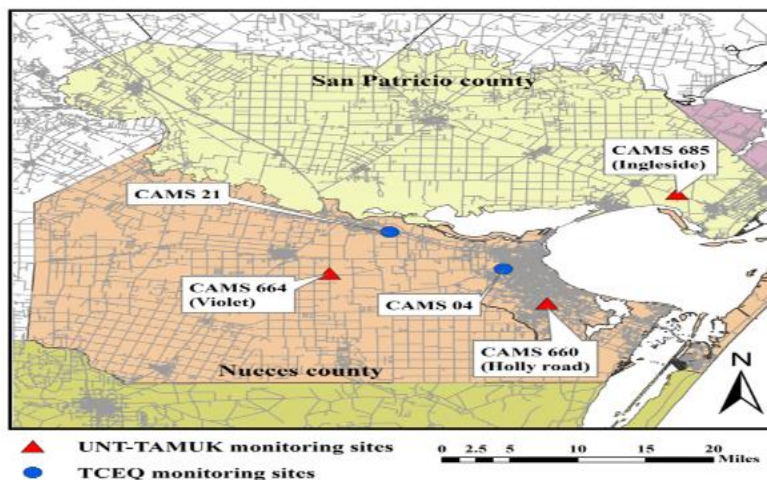 San Patricio county
CAMS 685
(Ingleside)
CAMS 21
CAMS 664
(Violet)
CAMS 04
CAMS 660
(Holly road)
Nueces county
N
UNT-TAMUK monitoring sites
TCEQ monitoring sites
0 2.5 5 10 15 20
Miles